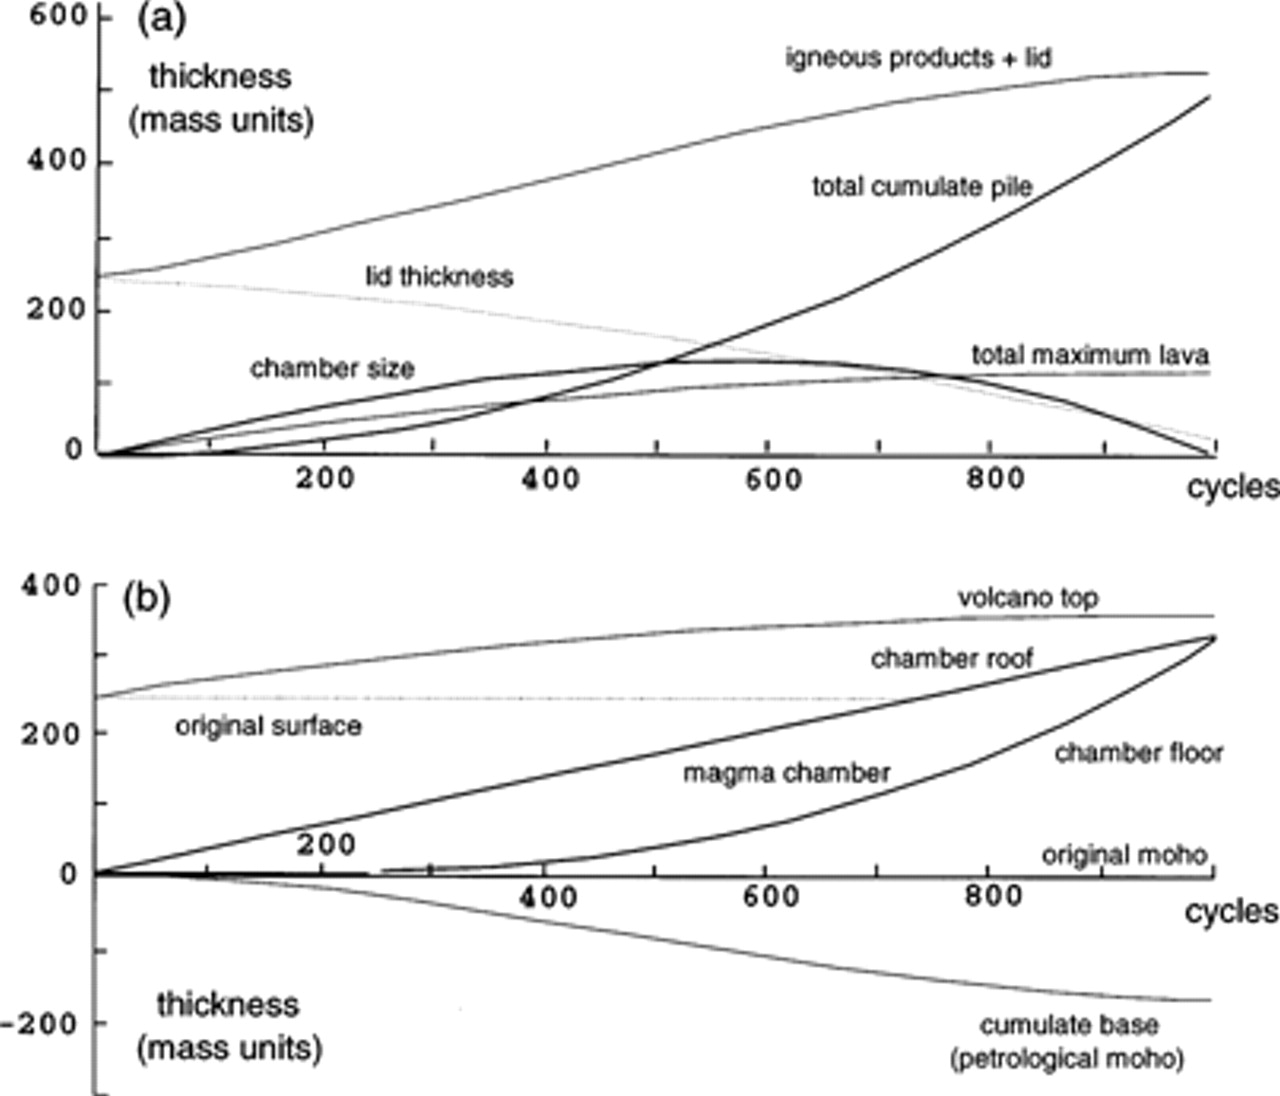 600
(a)
thickness
(mass units)
igneous products + lid
400
total cumulate pile
lid thickness
200
chamber size
total maximum lava
0
200
400
600
800
cycles
400
(b)
volcano top
chamber roof
original surface
200
magma chamber
chamber floor
200
original moho
0
400
600
800
cycles
thickness
(mass units)
-200
cumulate base
(petrological moho)